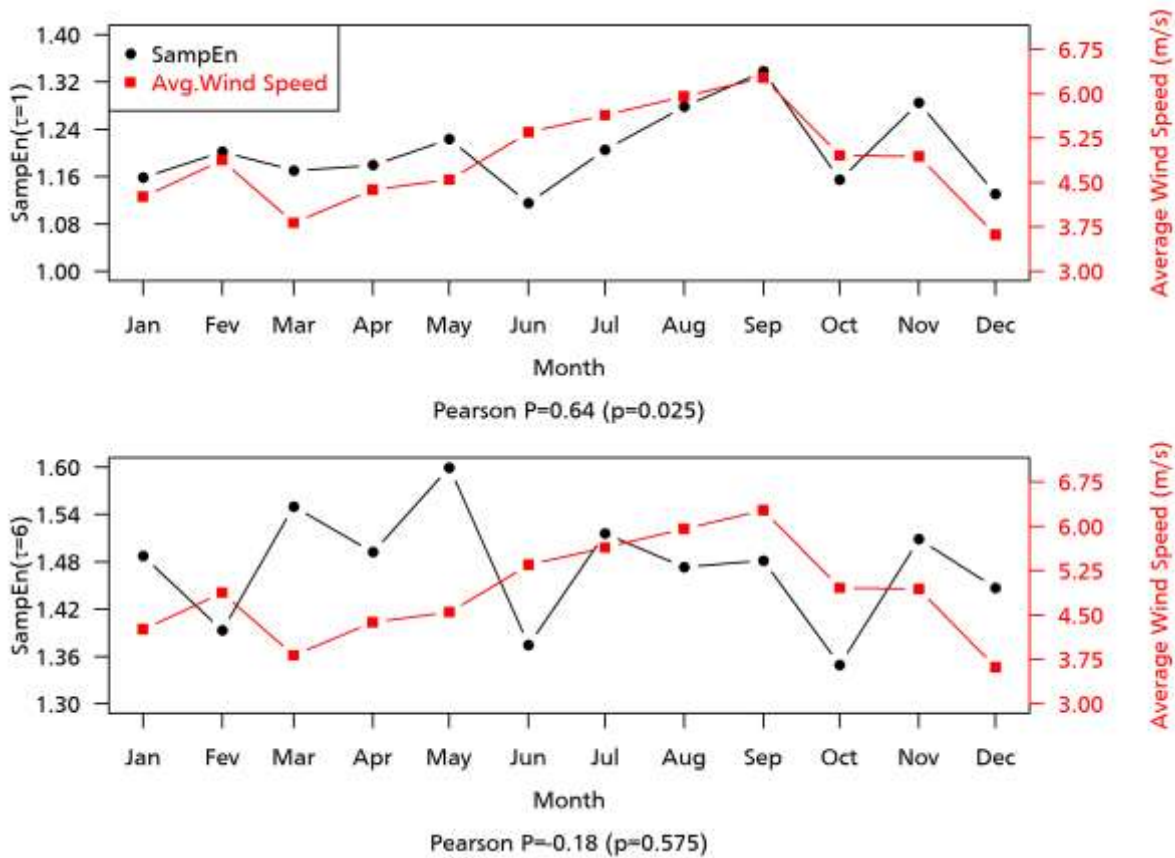 SampEn(τ=1)
1.40
1.32
1.24
1.16
1.08
1.00
SampEn
Avg.Wind Speed
6.75
6.00
5.25
4.50
3.75
3.00
Average Wind Speed (m/s)
Jan Fev Mar Apr May Jun Jul Aug Sep Oct Nov Dec
Month
Pearson P=0.64 (p=0.025)
SampEn(τ=6)
1.60
1.54
1.48
1.42
1.36
1.30
6.75
6.00
5.25
4.50
3.75
3.00
Average Wind Speed (m/s)
Jan Fev Mar Apr May Jun Jul Aug Sep Oct Nov Dec
Month
Pearson P=-0.18 (p=0.575)